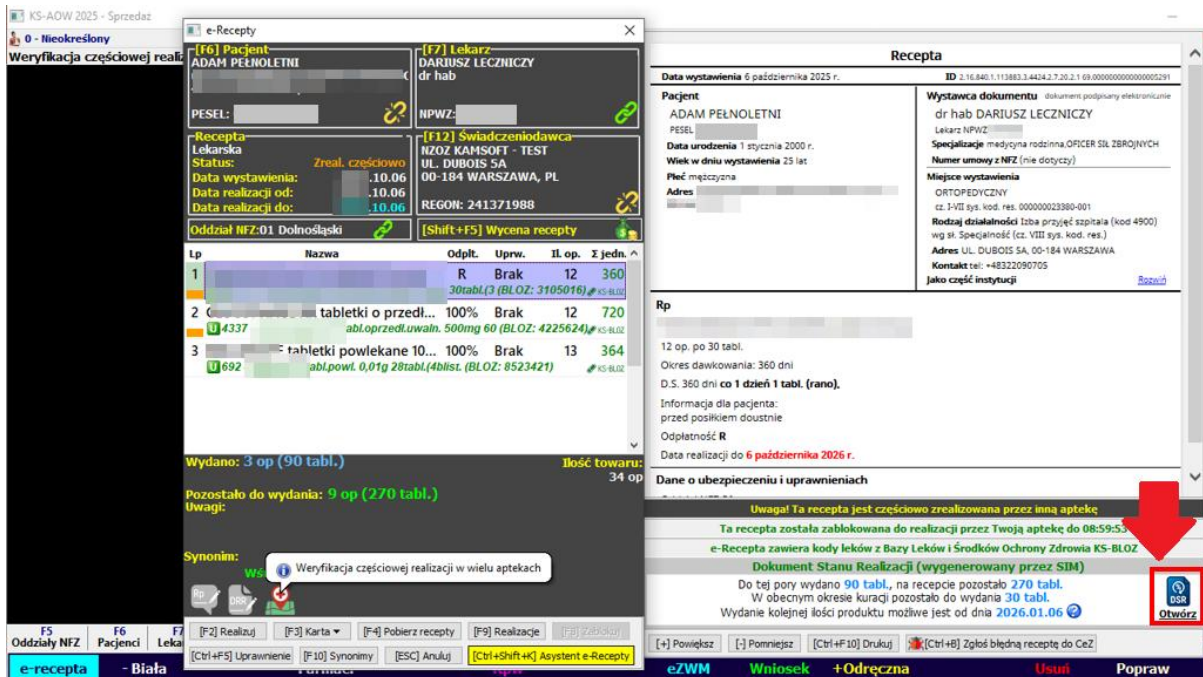 KS-AOW 2025 - Sprzedaż
0 - Nieokreślony
Weryfikacja częściowej reali
e-Recepty
[F6] Pacjent
ADAM PEŁNOLETNI
PESEL:
[F7] Lekarz
DARIUSZ LECZNICZY
dr hab
NPWZ:
Recepta
Lekarska
Status: Zreal. częściowo
Data wystawienia: .10.06
Data realizacji od: .10.06
Data realizacji do: .10.06
[F12] Świadczeniodawca
NZOZ KAMSOFT - TEST
UL. DUBOIS 5A
00-184 WARSZAWA, PL
REGON: 241371988
Oddział NFZ:01 Dolnośląski
[Shift+F5] Wycena recepty
Lp Nazwa Odpłt. Uprw. Il. op. Σ jedn.
1 R Brak 12 360
30tabl.(3 (BLOZ: 3105016) KS-BLOZ
2 tabletki o przedł... 100% Brak 12 720
U 4337 abl.oprzedł.uwaln. 500mg 60 (BLOZ: 4225624) KS-BLOZ
3 tabletki powlekane 10... 100% Brak 13 364
U 692 abl.powl. 0,01g 28tabl.(4blist. (BLOZ: 8523421) KS-BLOZ
Wydano: 3 op (90 tabl.)
Ilość towaru:
34 op
Pozostało do wydania: 9 op (270 tabl.)
Uwagi:
Synonim:
Weryfikacja częściowej realizacji w wielu aptekach
Rp
DRR
[F2] Realizuj [F3] Karta [F4] Pobierz recepty [F9] Realizacje [F8] Zablokuj
[Ctrl+F5] Uprawnienie [F10] Synonimy [ESC] Anuluj [Ctrl+Shift+K] Asystent e-Recepty
Recepta
Data wystawienia 6 października 2025 r.
ID 2.16.840.1.113883.3.4424.2.7.20.2.1 69.0000000000000005291
Pacjent
ADAM PEŁNOLETNI
PESEL
Data urodzenia 1 stycznia 2000 r.
Wiek w dniu wystawienia 25 lat
Płeć mężczyzna
Adres
Wystawca dokumentu dokument podpisany elektronicznie
dr hab DARIUSZ LECZNICZY
Lekarz NPWZ
Specjalizacje medycyna rodzinna,OFICER SIŁ ZBROJNYCH
Numer umowy z NFZ (nie dotyczy)
Miejsce wystawienia
ORTOPEDYCZNY
cz. I-VII sys. kod. res. 000000023380-001
Rodzaj działalności Izba przyjęć szpitala (kod 4900)
wg sł. Specjalność (cz. VIII sys. kod. res.)
Adres UL. DUBOIS 5A, 00-184 WARSZAWA
Kontakt tel: +48322090705
Jako część instytucji Rozwiń
Rp
12 op. po 30 tabl.
Okres dawkowania: 360 dni
D.S. 360 dni co 1 dzień 1 tabl. (rano),
Informacja dla pacjenta:
przed posiłkiem doustnie
Odpłatność R
Data realizacji do 6 października 2026 r.
Dane o ubezpieczeniu i uprawnieniach
Uwaga! Ta recepta jest częściowo zrealizowana przez inną aptekę
Ta recepta została zablokowana do realizacji przez Twoją aptekę do 08:59:53
e-Recepta zawiera kody leków z Bazy Leków i Środków Ochrony Zdrowia KS-BLOZ
Dokument Stanu Realizacji (wygenerowany przez SIM)
Do tej pory wydano 90 tabl., na recepcie pozostało 270 tabl.
W obecnym okresie kuracji pozostało do wydania 30 tabl.
Wydanie kolejnej ilości produktu możliwe jest od dnia 2026.01.06
DSR
Otwórz
[+] Powiększ [-] Pomniejsz [Ctrl+F10] Drukuj [Ctrl+B] Zgłoś błędną receptę do CeZ
F5 F6 F7
Oddziały NFZ Pacjenci Leka
e-recepta - Biała eZWM Wniosek +Odręczna Usuń Popraw